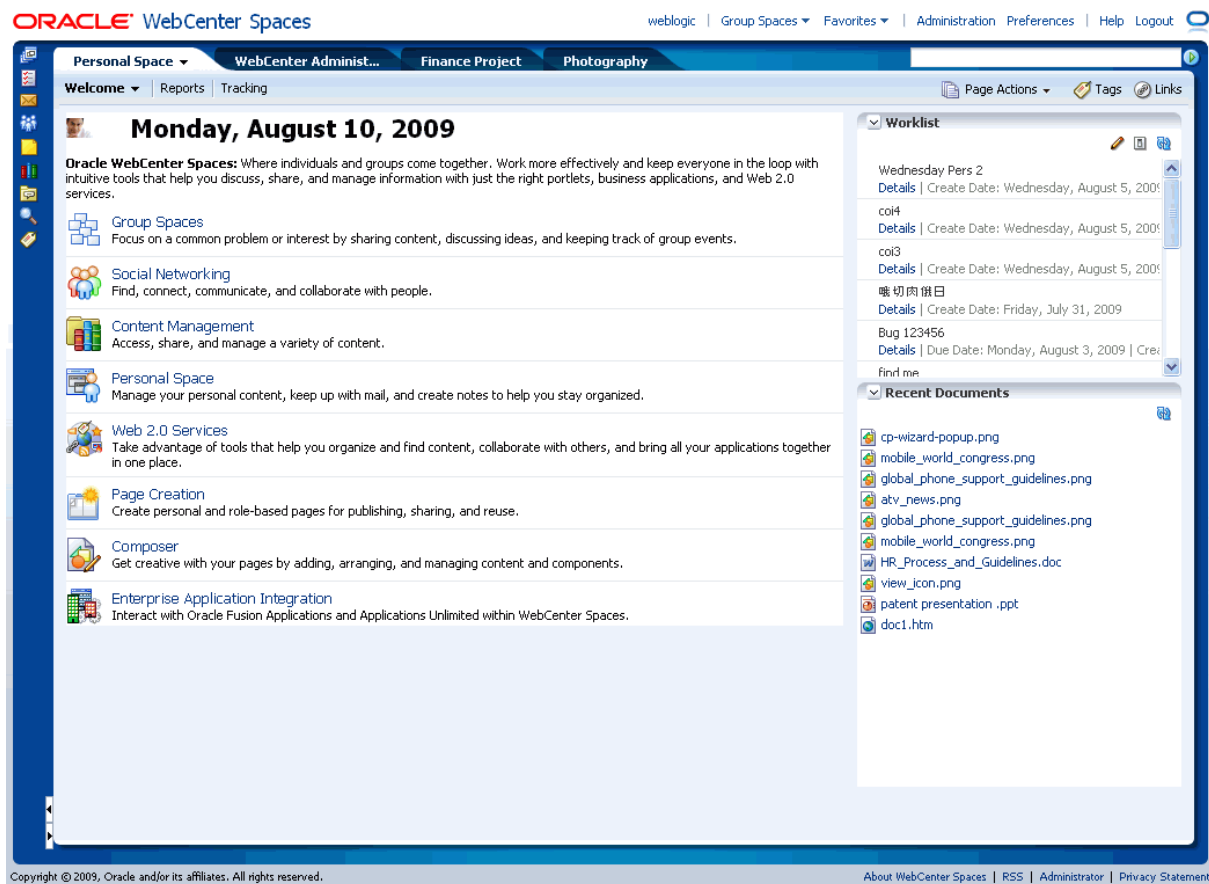 ORACLE WebCenter Spaces
weblogic | Group Spaces Favorites | Administration Preferences | Help Logout
Personal Space WebCenter Administ... Finance Project Photography
Welcome Reports Tracking
Page Actions Tags Links
Monday, August 10, 2009
Oracle WebCenter Spaces: Where individuals and groups come together. Work more effectively and keep everyone in the loop with
intuitive tools that help you discuss, share, and manage information with just the right portlets, business applications, and Web 2.0
services.
Group Spaces
Focus on a common problem or interest by sharing content, discussing ideas, and keeping track of group events.
Social Networking
Find, connect, communicate, and collaborate with people.
Content Management
Access, share, and manage a variety of content.
Personal Space
Manage your personal content, keep up with mail, and create notes to help you stay organized.
Web 2.0 Services
Take advantage of tools that help you organize and find content, collaborate with others, and bring all your applications together
in one place.
Page Creation
Create personal and role-based pages for publishing, sharing, and reuse.
Composer
Get creative with your pages by adding, arranging, and managing content and components.
Enterprise Application Integration
Interact with Oracle Fusion Applications and Applications Unlimited within WebCenter Spaces.
Worklist
Wednesday Pers 2
Details | Create Date: Wednesday, August 5, 2009
coi4
Details | Create Date: Wednesday, August 5, 2009
coi3
Details | Create Date: Wednesday, August 5, 2009
切肉俄日
Details | Create Date: Friday, July 31, 2009
Bug 123456
Details | Due Date: Monday, August 3, 2009 | Crea
find me
Recent Documents
cp-wizard-popup.png
mobile_world_congress.png
global_phone_support_guidelines.png
atv_news.png
global_phone_support_guidelines.png
mobile_world_congress.png
HR_Process_and_Guidelines.doc
view_icon.png
patent presentation .ppt
doc1.htm
Copyright © 2009, Oracle and/or its affiliates. All rights reserved.
About WebCenter Spaces | RSS | Administrator | Privacy Statement